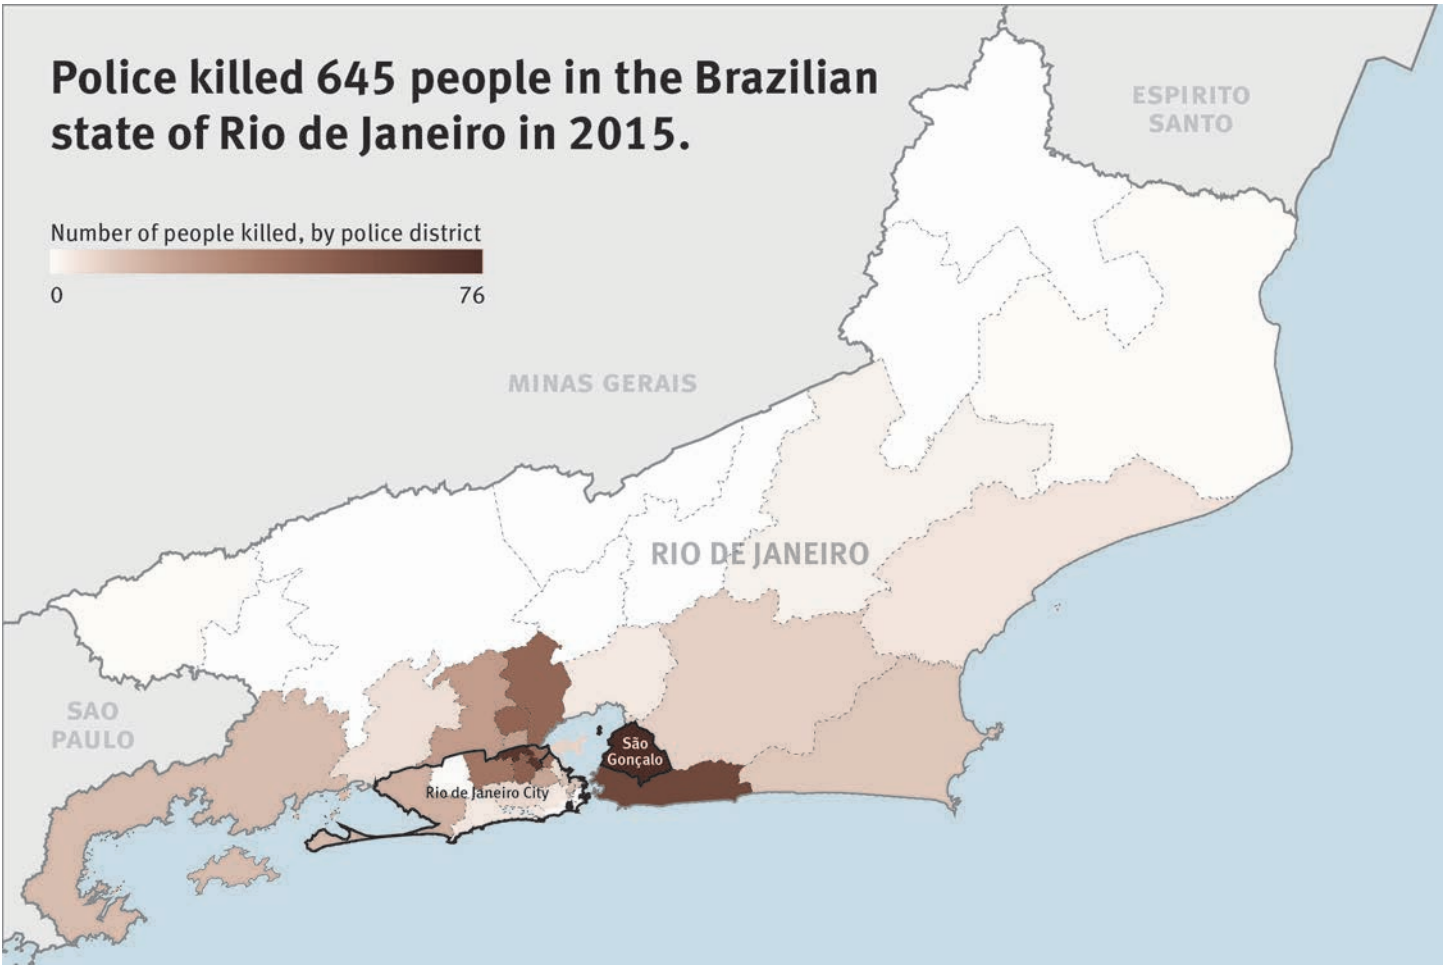 Police killed 645 people in the Brazilian
state of Rio de Janeiro in 2015.
Number of people killed, by police district
0 76
ESPIRITO
SANTO
MINAS GERAIS
RIO DE JANEIRO
SAO
PAULO
São
Gonçalo
Rio de Janeiro City